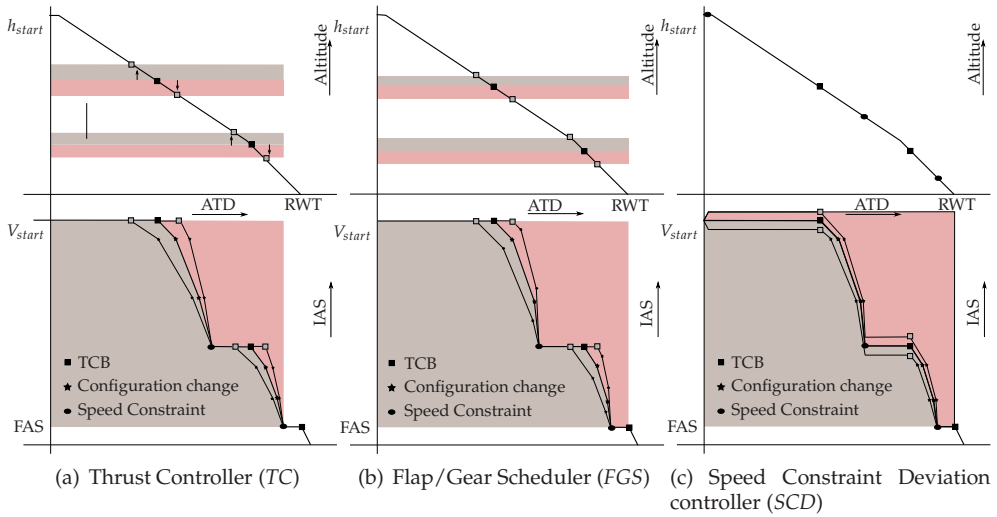 h_start
Altitude
ATD
RWT
V_start
IAS
TCB
Configuration change
Speed Constraint
FAS
(a) Thrust Controller (TC)
h_start
Altitude
ATD
RWT
V_start
IAS
TCB
Configuration change
Speed Constraint
FAS
(b) Flap/Gear Scheduler (FGS)
h_start
Altitude
ATD
RWT
V_start
IAS
TCB
Configuration change
Speed Constraint
FAS
(c) Speed Constraint Deviation
controller (SCD)